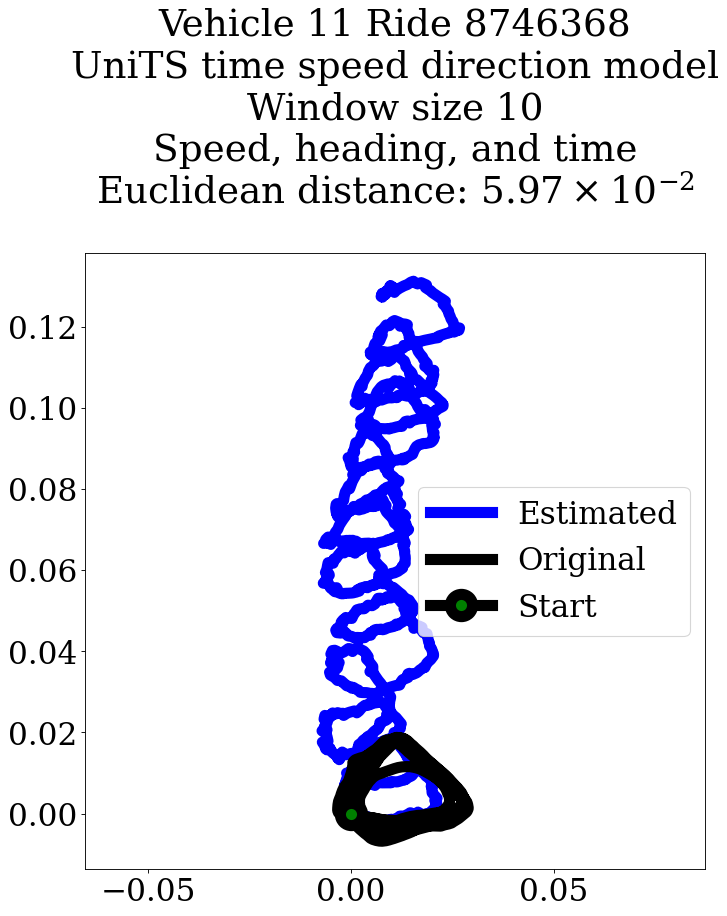 Vehicle 11 Ride 8746368
UniTS time speed direction model
Window size 10
Speed, heading, and time
Euclidean distance: 5.97 × 10⁻²
0.12
0.10
0.08
0.06
0.04
0.02
0.00
Estimated
Original
Start
−0.05
0.00
0.05